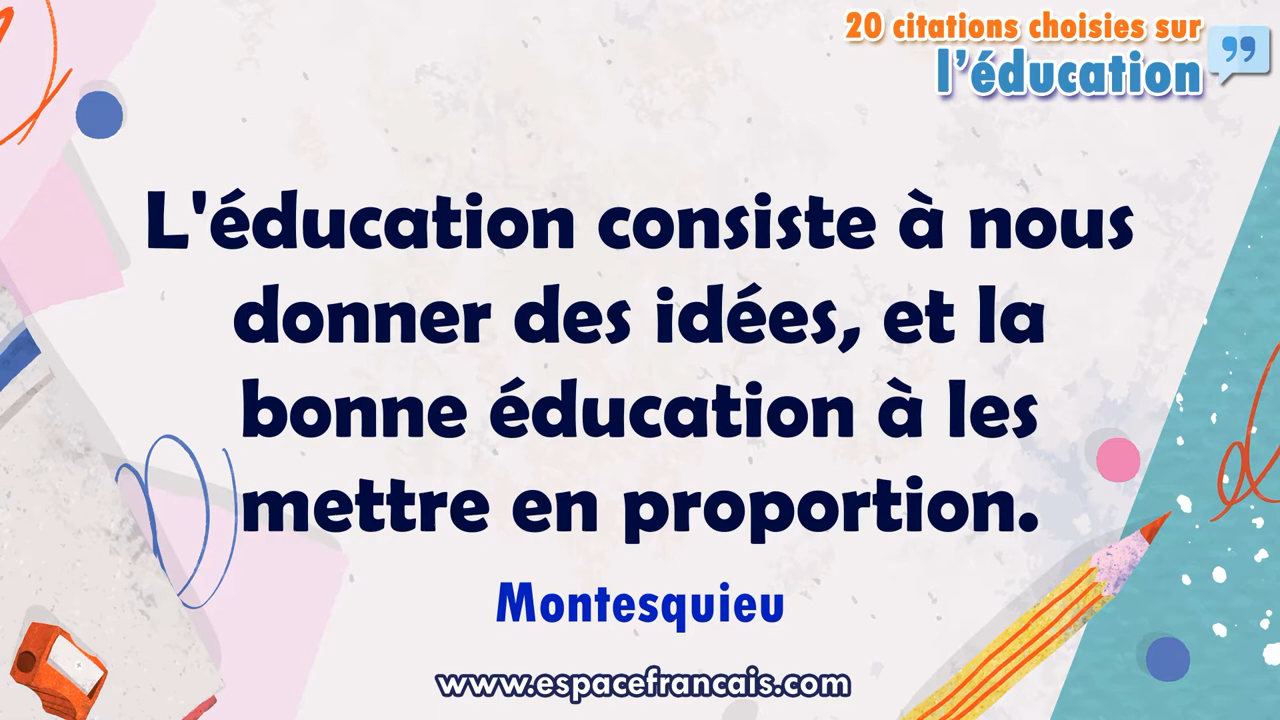 20 citations choisies sur
l’éducation
L'éducation consiste à nous
donner des idées, et la
bonne éducation à les
mettre en proportion.
Montesquieu
www.espacefrancais.com